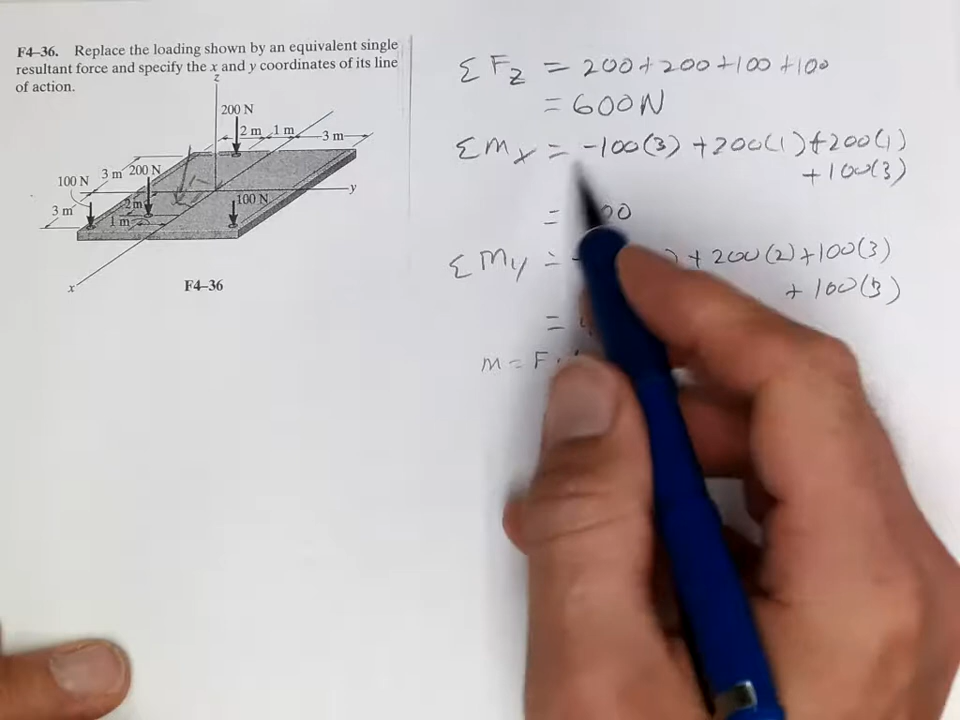 F4–36. Replace the loading shown by an equivalent single
resultant force and specify the x and y coordinates of its line
of action.
z
200 N
2 m 1 m 3 m
3 m 200 N
100 N
y
2 m
100 N
3 m
1 m
x
F4–36
ΣFz = 200+200+100+100
= 600N
ΣMx = -100(3) +200(1)+200(1)
+100(3)
= 00
ΣMy = ) + 200(2)+100(3)
+ 100(3)
=
M = F.